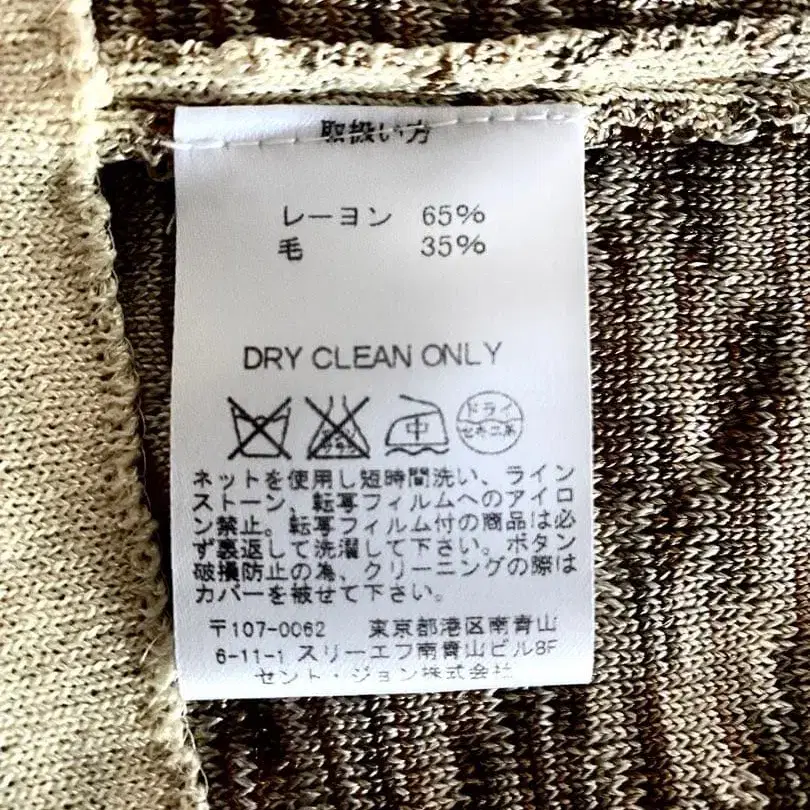 取扱い方
レーヨン 65%
毛 35%
DRY CLEAN ONLY
中
ドライ
セキユ系
ネットを使用し短時間洗い、ライン
ストーン、転写フィルムへのアイロ
ン禁止。転写フィルム付の商品は必
ず裏返して洗濯して下さい。ボタン
破損防止の為、クリーニングの際は
カバーを被せて下さい。
〒107-0062 東京都港区南青山
6-11-1 スリーエフ南青山ビル8F
セント・ジョン株式会社